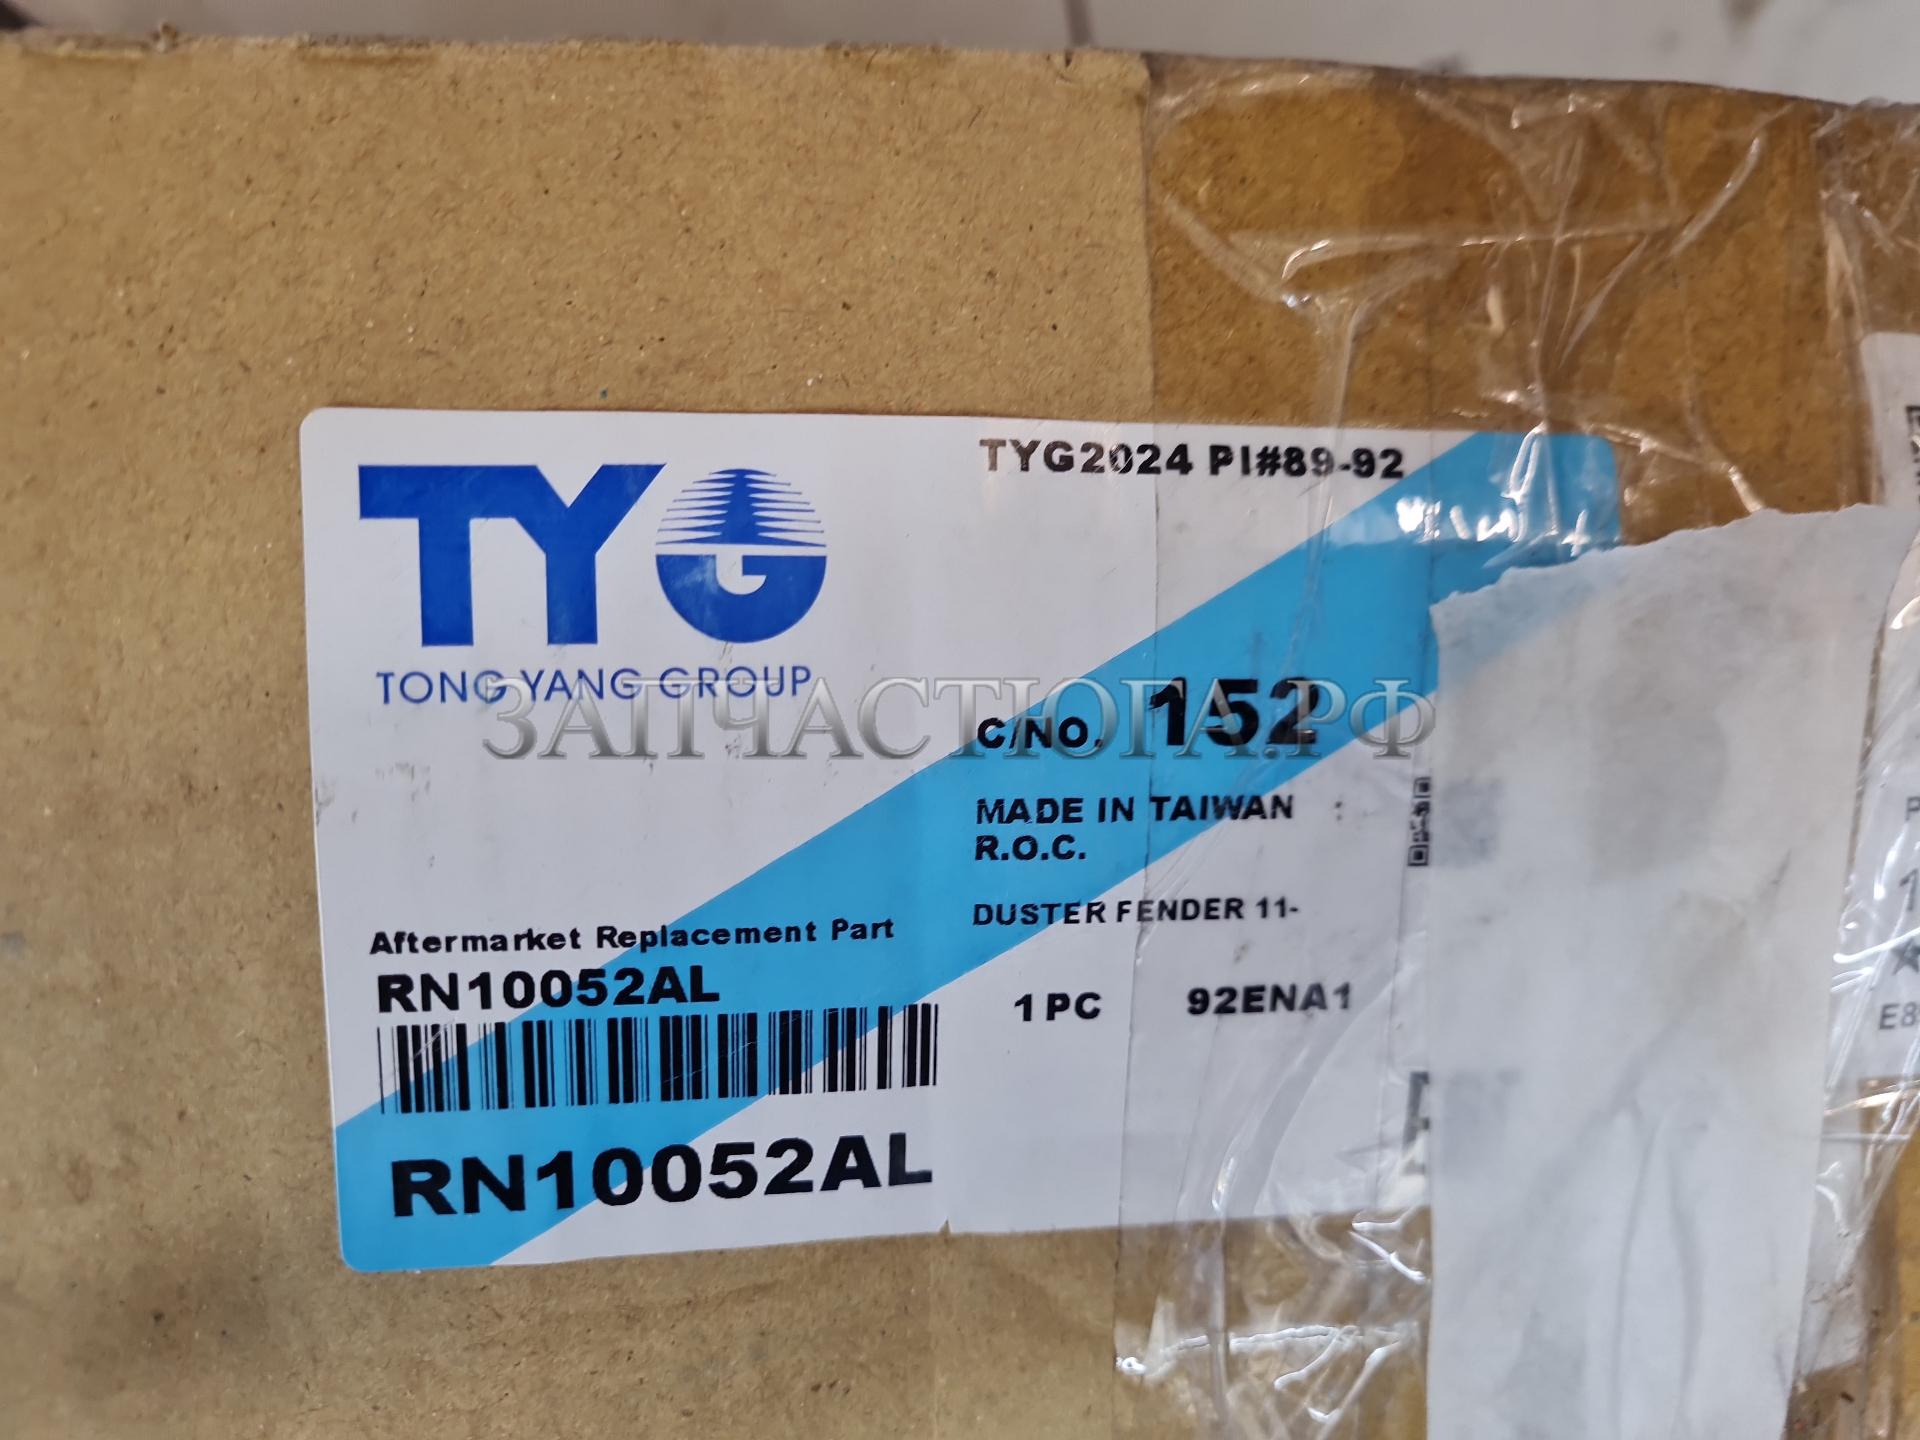 TYG2024 PI#89-92
TYG
TONG YANG GROUP
ЗАПЧАСТЮГА.РФ
C/NO. 152
MADE IN TAIWAN :
R.O.C.
DUSTER FENDER 11-
Aftermarket Replacement Part
RN10052AL
1 PC 92ENA1
RN10052AL